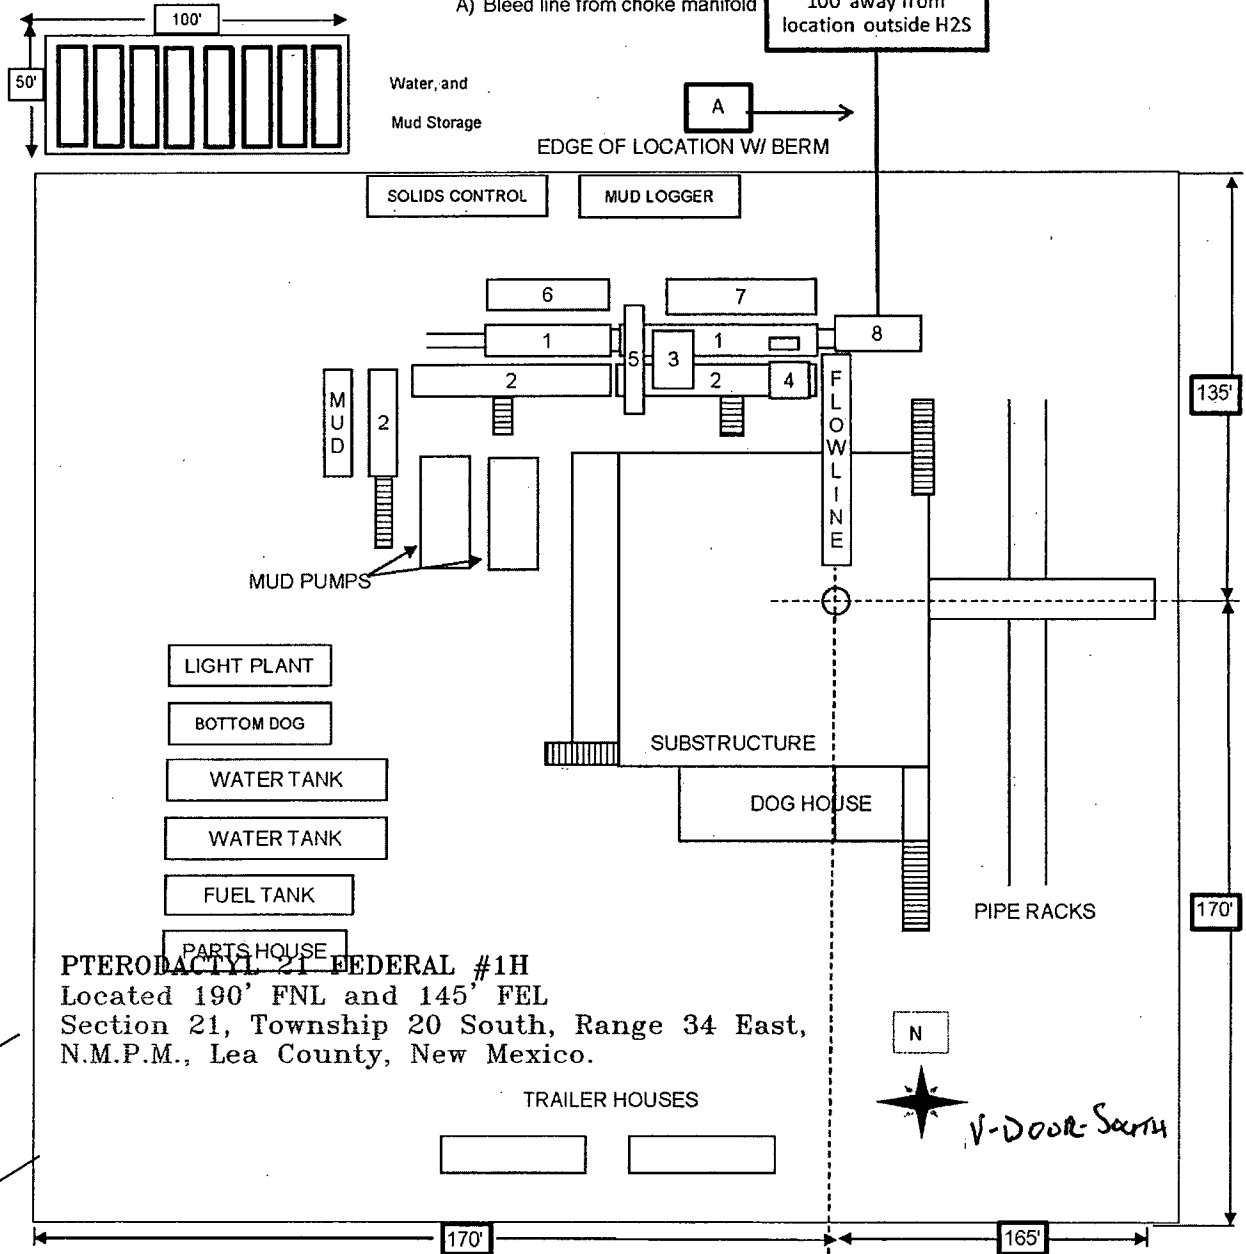 A) Bleed line from choke manifold
100' away from
location outside H2S
100'
50'
Water, and
Mud Storage
A
EDGE OF LOCATION W/ BERM
SOLIDS CONTROL
MUD LOGGER
6
7
1
1
8
5
3
2
2
4
MUD
2
FLOWLINE
135'
MUD PUMPS
LIGHT PLANT
BOTTOM DOG
WATER TANK
WATER TANK
FUEL TANK
PARTS HOUSE
SUBSTRUCTURE
DOG HOUSE
PIPE RACKS
170'
PTERODACTYL 21 FEDERAL #1H
Located 190' FNL and 145' FEL
Section 21, Township 20 South, Range 34 East,
N.M.P.M., Lea County, New Mexico.
N
V-DOOR-SOUTH
TRAILER HOUSES
170'
165'